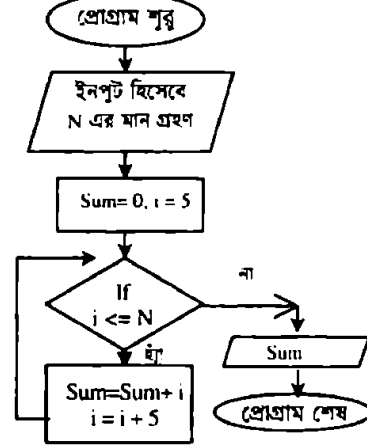 প্রোগ্রাম শুরু
ইনপুট হিসেবে
N এর মান গ্রহণ
Sum= 0, i = 5
If
i <= N
না
হ্যাঁ
Sum
Sum=Sum+ i
i = i + 5
প্রোগ্রাম শেষ